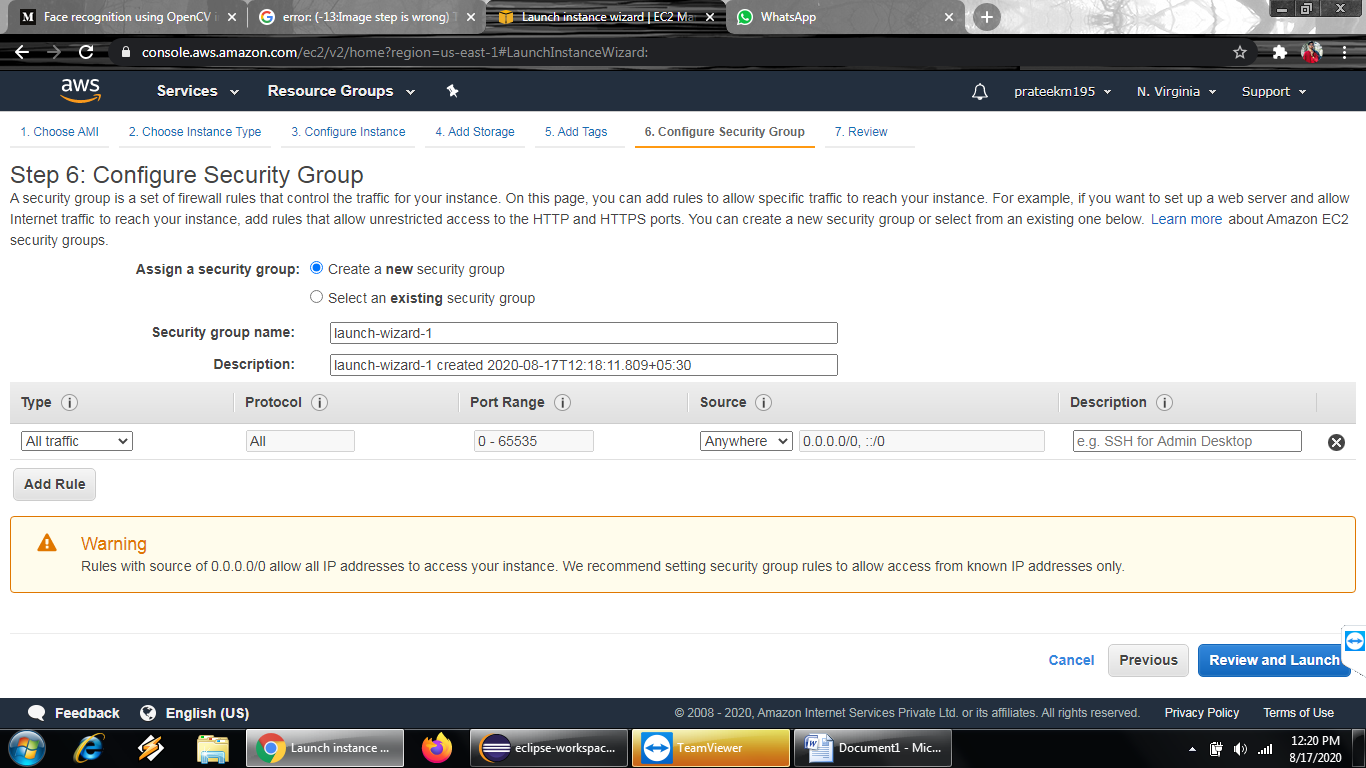 Face recognition using OpenCV i
error: (-13:Image step is wrong)
Launch instance wizard | EC2 Ma
WhatsApp
console.aws.amazon.com/ec2/v2/home?region=us-east-1#LaunchInstanceWizard:
aws
Services
Resource Groups
prateekm195
N. Virginia
Support
1. Choose AMI
2. Choose Instance Type
3. Configure Instance
4. Add Storage
5. Add Tags
6. Configure Security Group
7. Review
Step 6: Configure Security Group
A security group is a set of firewall rules that control the traffic for your instance. On this page, you can add rules to allow specific traffic to reach your instance. For example, if you want to set up a web server and allow
Internet traffic to reach your instance, add rules that allow unrestricted access to the HTTP and HTTPS ports. You can create a new security group or select from an existing one below. Learn more about Amazon EC2
security groups.
Assign a security group: Create a new security group
Select an existing security group
Security group name: launch-wizard-1
Description: launch-wizard-1 created 2020-08-17T12:18:11.809+05:30
Type Protocol Port Range Source Description
All traffic All 0 - 65535 Anywhere 0.0.0.0/0, ::/0 e.g. SSH for Admin Desktop
Add Rule
Warning
Rules with source of 0.0.0.0/0 allow all IP addresses to access your instance. We recommend setting security group rules to allow access from known IP addresses only.
Cancel Previous Review and Launch
Feedback English (US) © 2008 - 2020, Amazon Internet Services Private Ltd. or its affiliates. All rights reserved. Privacy Policy Terms of Use
Launch instance ...
eclipse-workspac...
TeamViewer
Document1 - Mic...
12:20 PM
8/17/2020